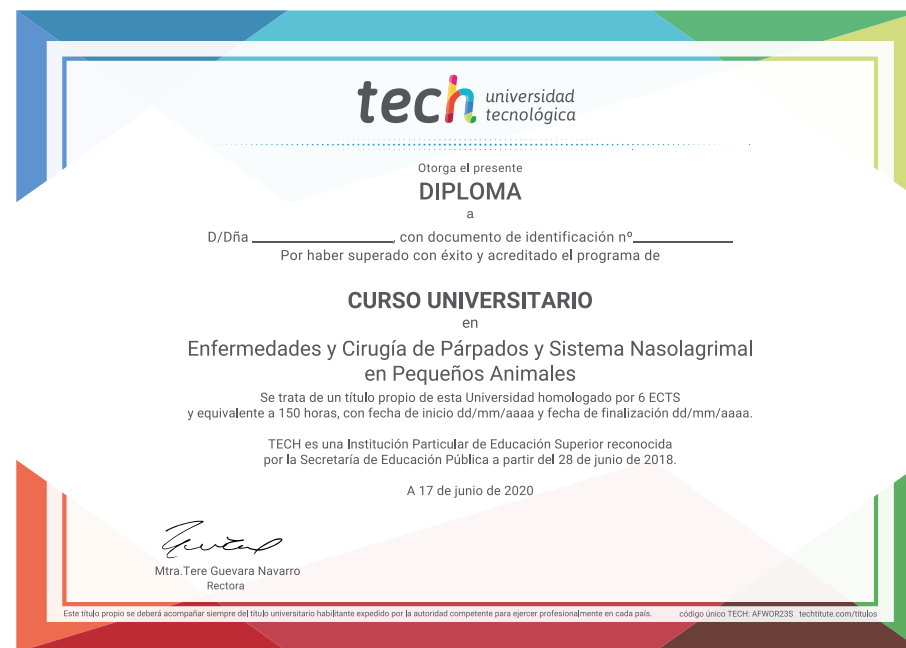 tech universidad
tecnológica
Otorga el presente
DIPLOMA
a
D/Dña ____________________, con documento de identificación nº______________
Por haber superado con éxito y acreditado el programa de
CURSO UNIVERSITARIO
en
Enfermedades y Cirugía de Párpados y Sistema Nasolagrimal
en Pequeños Animales
Se trata de un título propio de esta Universidad homologado por 6 ECTS
y equivalente a 150 horas, con fecha de inicio dd/mm/aaaa y fecha de finalización dd/mm/aaaa.
TECH es una Institución Particular de Educación Superior reconocida
por la Secretaría de Educación Pública a partir del 28 de junio de 2018.
A 17 de junio de 2020
Mtra.Tere Guevara Navarro
Rectora
Este título propio se deberá acompañar siempre del título universitario habilitante expedido por la autoridad competente para ejercer profesionalmente en cada país. código único TECH: AFWOR23S techtitute.com/titulos